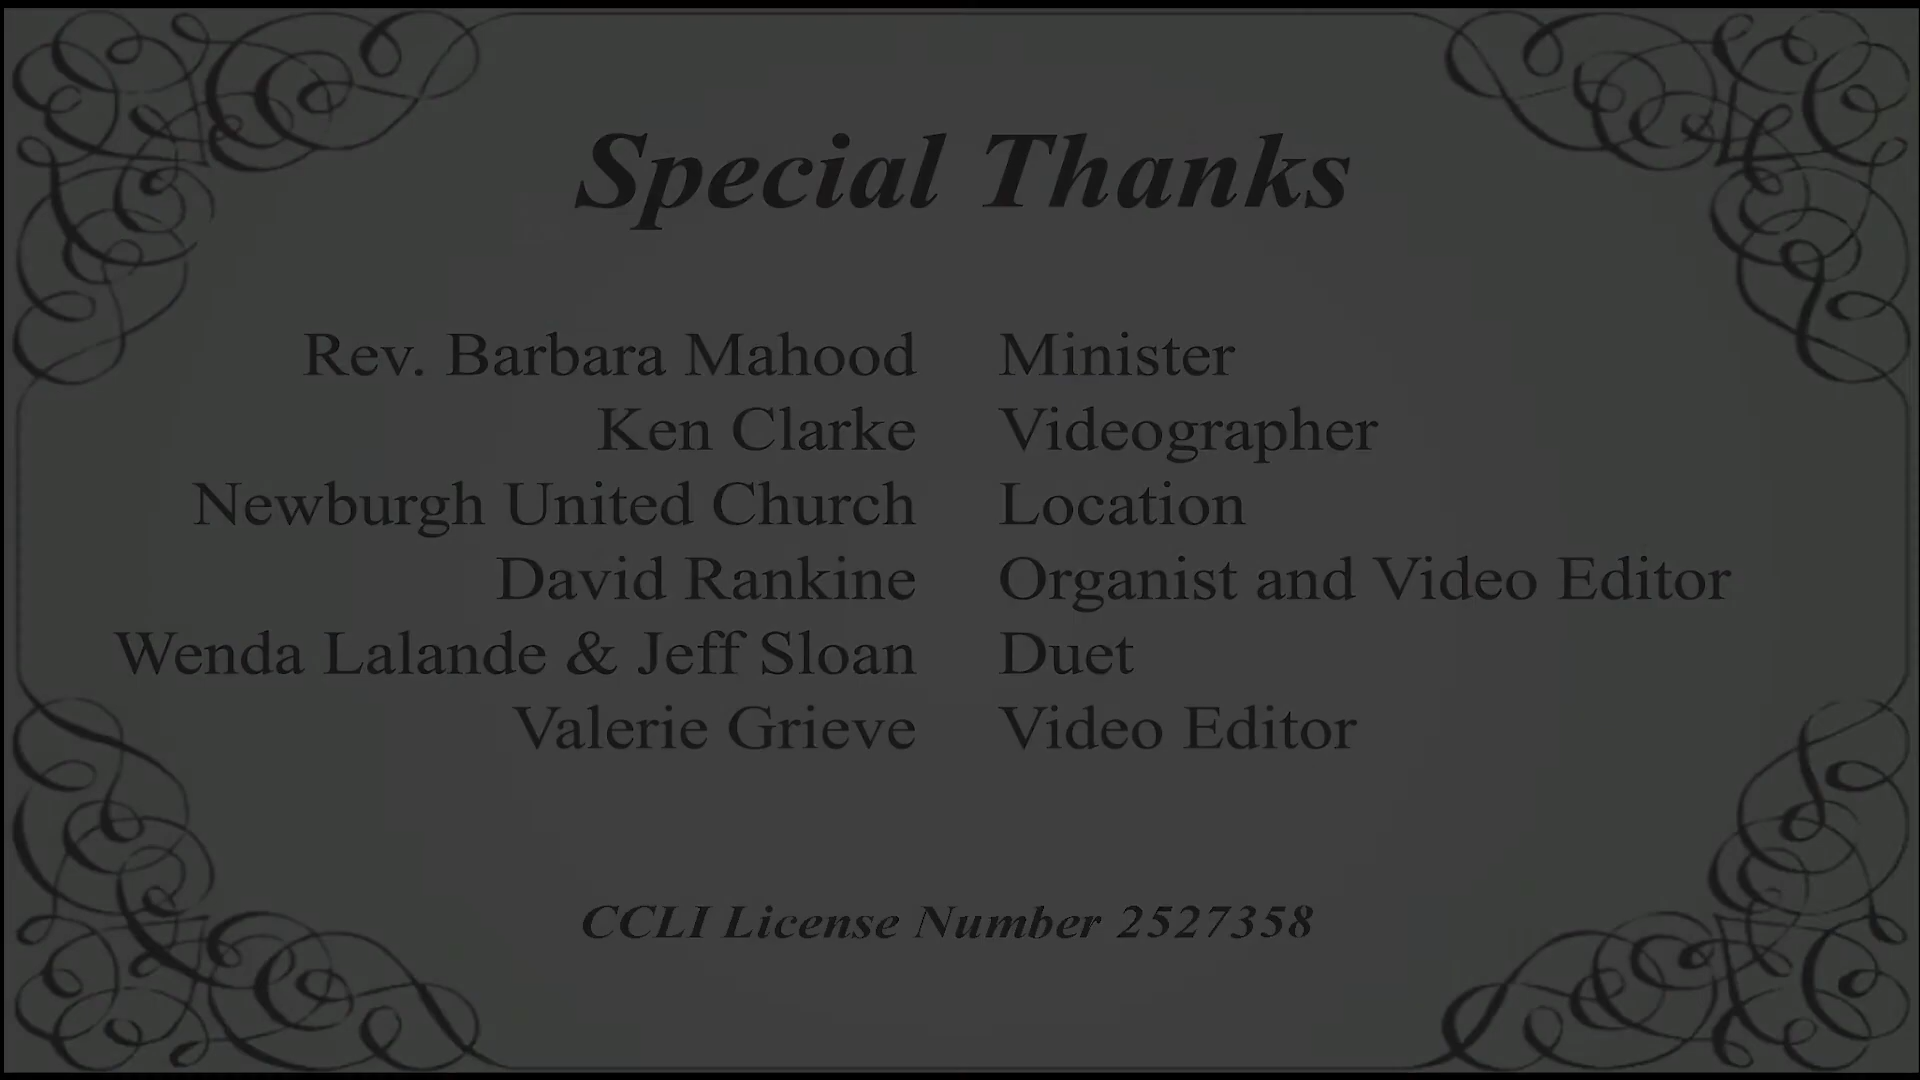 Special Thanks
Rev. Barbara Mahood Minister
Ken Clarke Videographer
Newburgh United Church Location
David Rankine Organist and Video Editor
Wenda Lalande & Jeff Sloan Duet
Valerie Grieve Video Editor
CCLI License Number 2527358